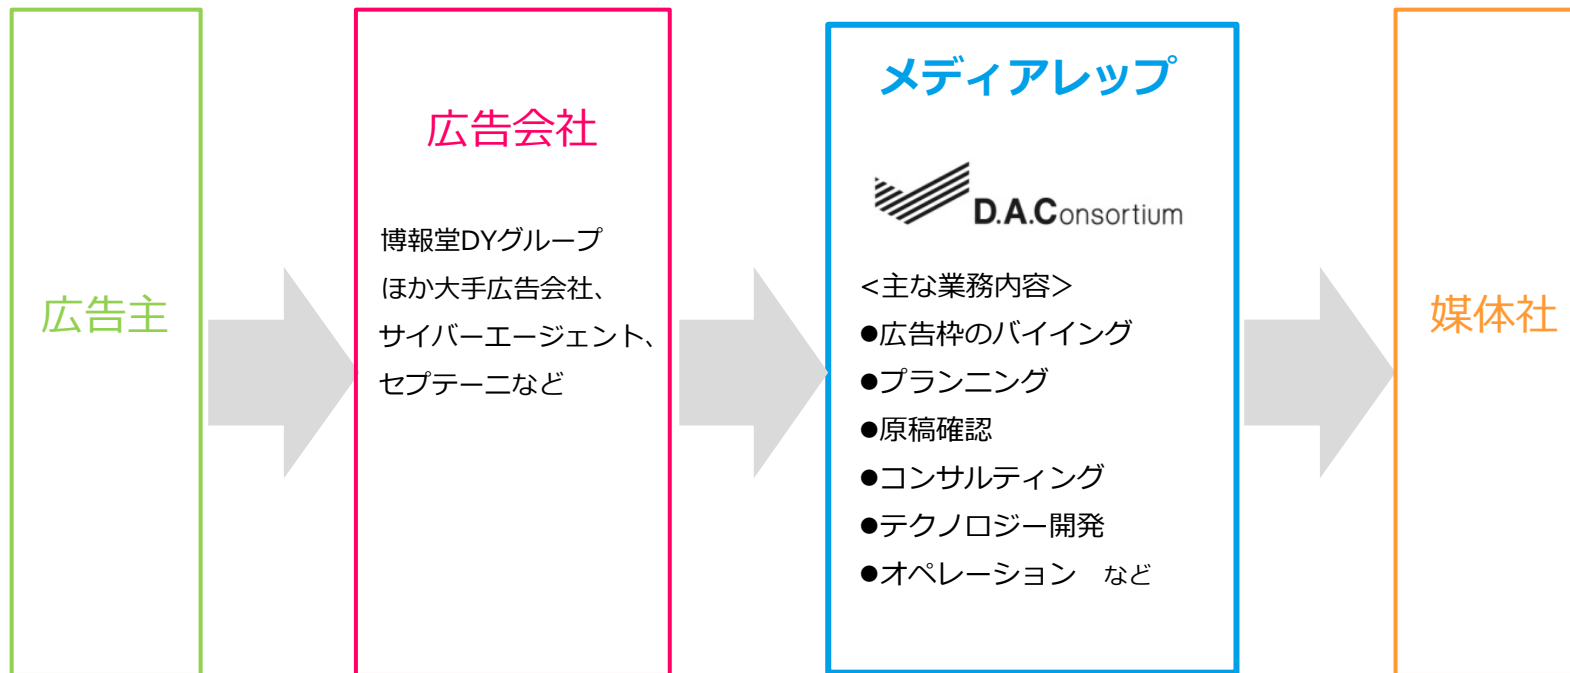 広告主
広告会社
博報堂DYグループ
ほか大手広告会社、
サイバーエージェント、
セプテーニなど
メディアレップ
D.A.Consortium
<主な業務内容>
●広告枠のバイイング
●プランニング
●原稿確認
●コンサルティング
●テクノロジー開発
●オペレーション　など
媒体社